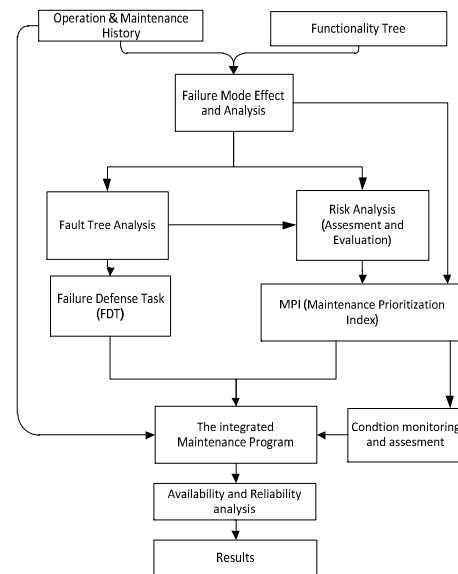 Operation & Maintenance
History
Functionality Tree
Failure Mode Effect
and Analysis
Fault Tree Analysis
Risk Analysis
(Assesment and
Evaluation)
Failure Defense Task
(FDT)
MPI (Maintenance Prioritization
Index)
The integrated
Maintenance Program
Condtion monitoring
and assesment
Availability and Reliability
analysis
Results